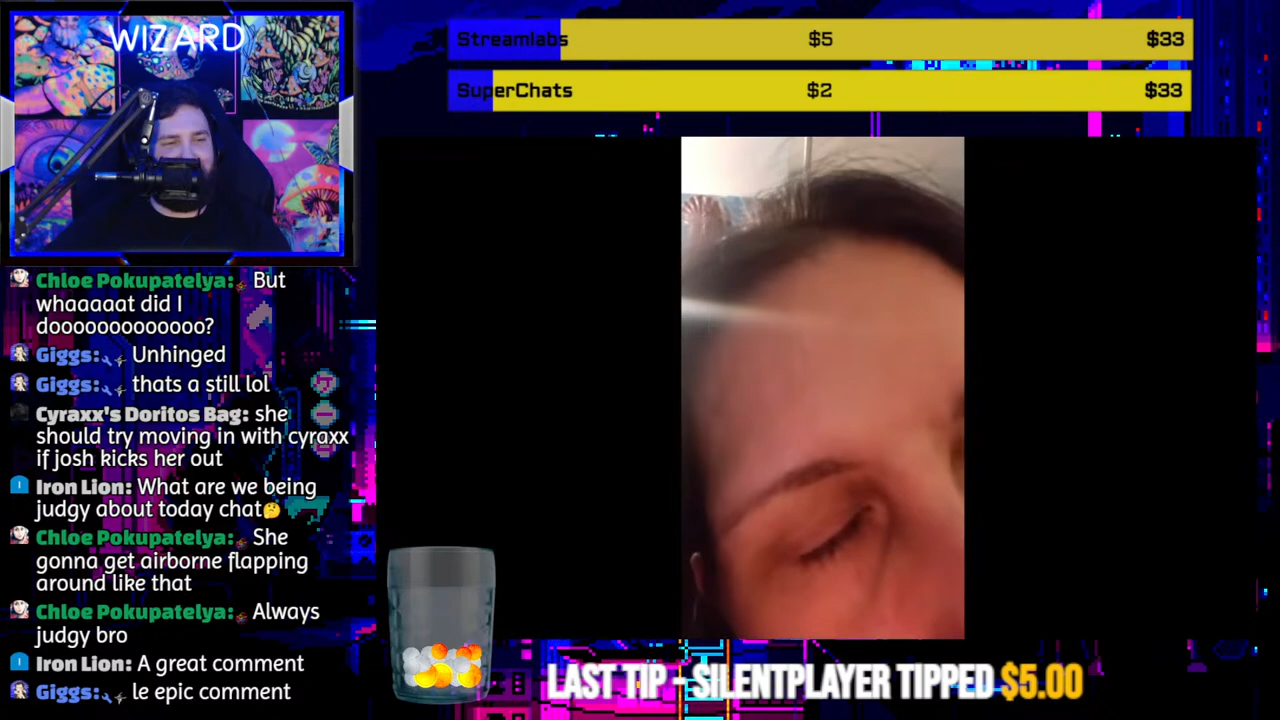 WIZARD
Streamlabs $5 $33
SuperChats $2 $33
Chloe Pokupatelya: But
whaaaaat did I
dooooooooooooo?
Giggs: Unhinged
Giggs: thats a still lol
Cyraxx's Doritos Bag: she
should try moving in with cyraxx
if josh kicks her out
I Iron Lion: What are we being
judgy about today chat🤔
Chloe Pokupatelya: She
gonna get airborne flapping
around like that
Chloe Pokupatelya: Always
judgy bro
I Iron Lion: A great comment
Giggs: le epic comment
LAST TIP - SILENTPLAYER TIPPED $5.00